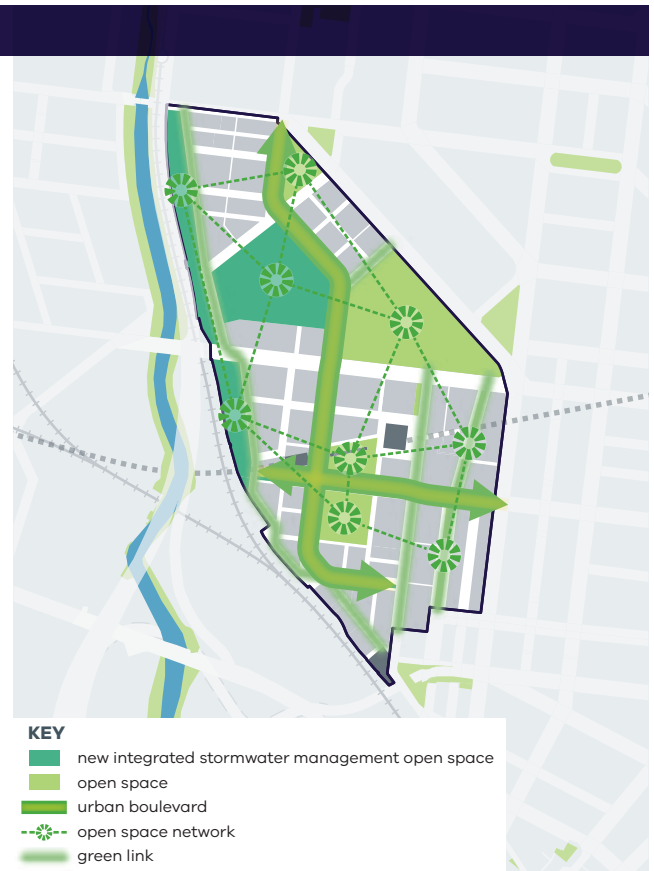 KEY
new integrated stormwater management open space
open space
urban boulevard
open space network
green link